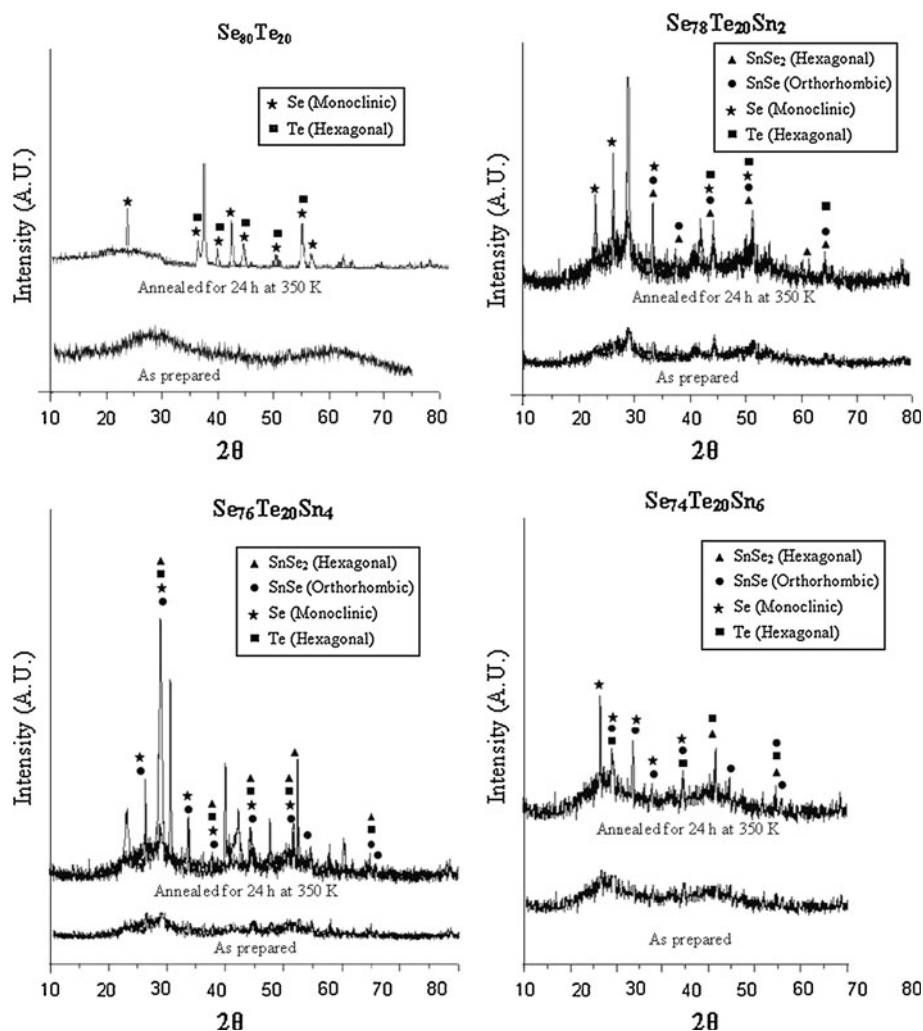 Se₈₀Te₂₀
Intensity (A.U.)
★ Se (Monoclinic)
■ Te (Hexagonal)
Annealed for 24 h at 350 K
As prepared
10 20 30 40 50 60 70 80
2θ
Se₇₈Te₂₀Sn₂
Intensity (A.U.)
▲ SnSe₂ (Hexagonal)
● SnSe (Orthorhombic)
★ Se (Monoclinic)
■ Te (Hexagonal)
Annealed for 24 h at 350 K
As prepared
10 20 30 40 50 60 70 80
2θ
Se₇₆Te₂₀Sn₄
Intensity (A.U.)
▲ SnSe₂ (Hexagonal)
● SnSe (Orthorhombic)
★ Se (Monoclinic)
■ Te (Hexagonal)
Annealed for 24 h at 350 K
As prepared
10 20 30 40 50 60 70 80
2θ
Se₇₄Te₂₀Sn₆
Intensity (A.U.)
▲ SnSe₂ (Hexagonal)
● SnSe (Orthorhombic)
★ Se (Monoclinic)
■ Te (Hexagonal)
Annealed for 24 h at 350 K
As prepared
10 20 30 40 50 60 70 80
2θ